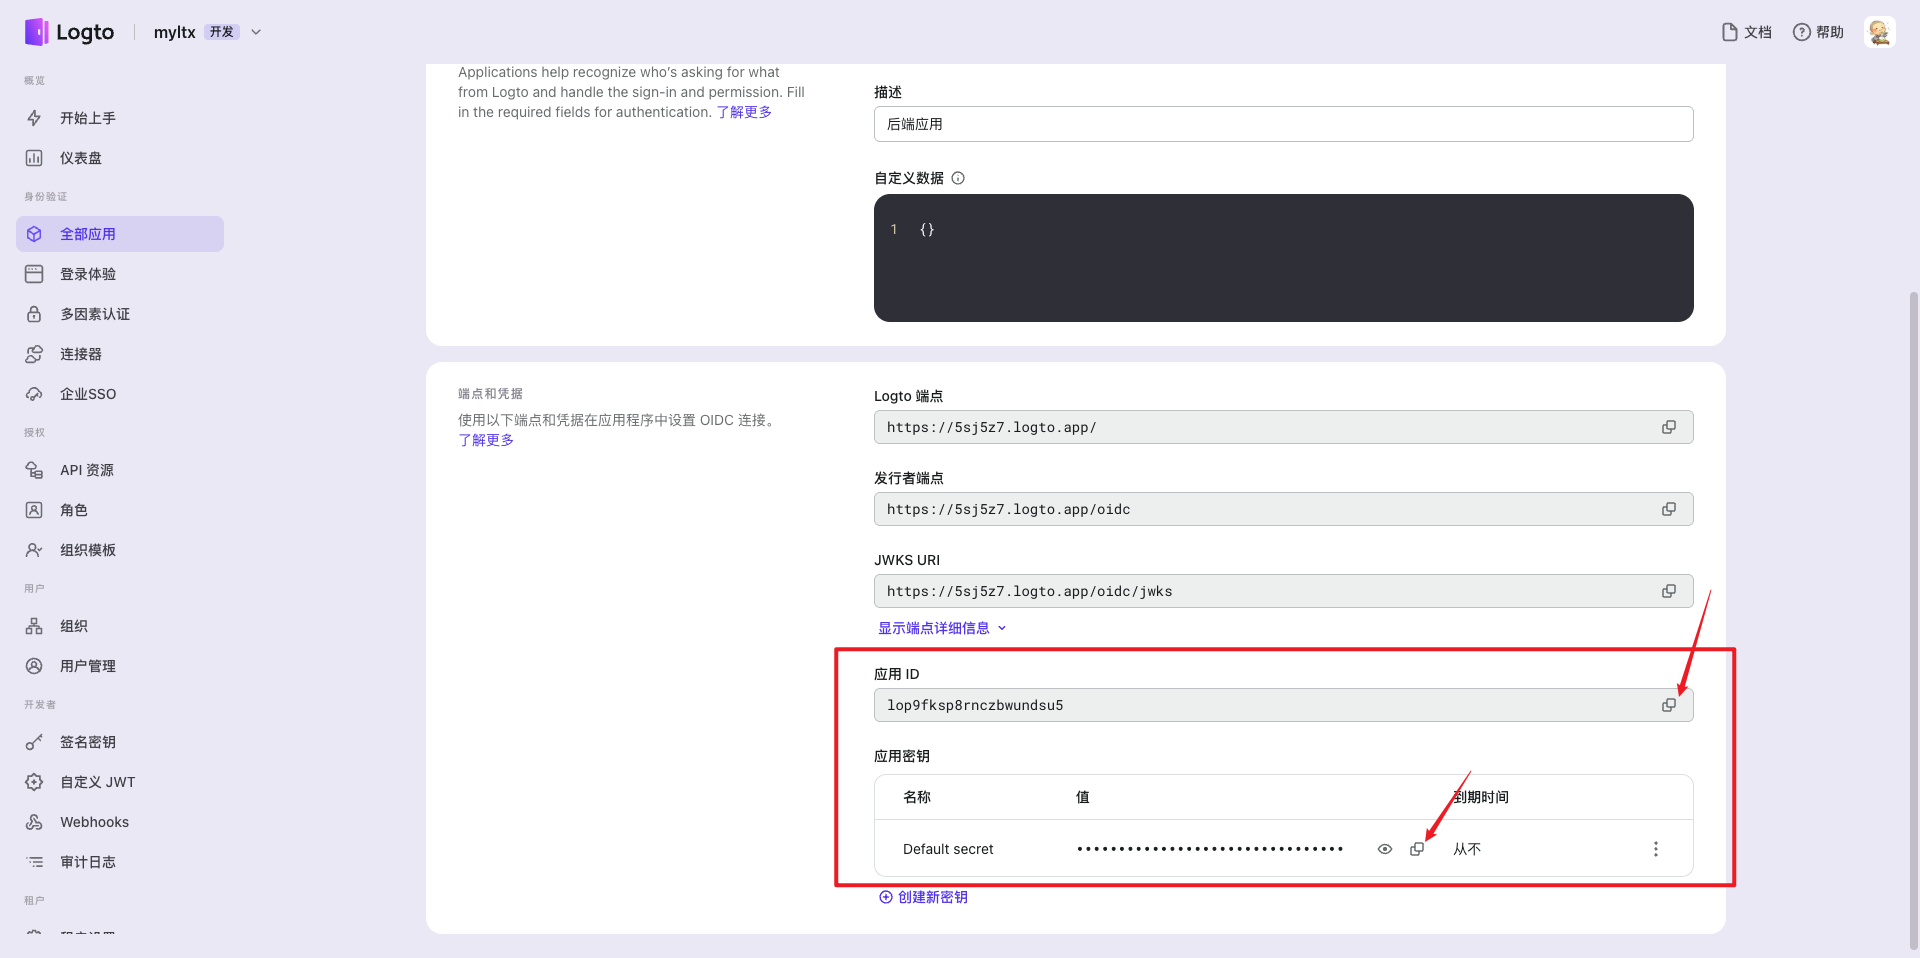 Logto
myltx 开发
文档
帮助
概览
开始上手
仪表盘
身份验证
全部应用
登录体验
多因素认证
连接器
企业SSO
授权
API 资源
角色
组织模板
用户
组织
用户管理
开发者
签名密钥
自定义 JWT
Webhooks
审计日志
租户
Applications help recognize who's asking for what
from Logto and handle the sign-in and permission. Fill
in the required fields for authentication. 了解更多
描述
后端应用
自定义数据
1 {}
端点和凭据
使用以下端点和凭据在应用程序中设置 OIDC 连接。
了解更多
Logto 端点
https://5sj5z7.logto.app/
发行者端点
https://5sj5z7.logto.app/oidc
JWKS URI
https://5sj5z7.logto.app/oidc/jwks
显示端点详细信息
应用 ID
lop9fksp8rnczbwundsu5
应用密钥
名称 值 到期时间
Default secret •••••••••••••••••••••••••••••••• 从不
创建新密钥